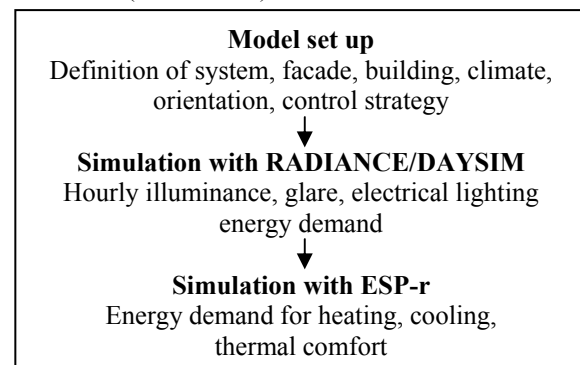 Model set up
Definition of system, facade, building, climate,
orientation, control strategy
Simulation with RADIANCE/DAYSIM
Hourly illuminance, glare, electrical lighting
energy demand
Simulation with ESP-r
Energy demand for heating, cooling,
thermal comfort